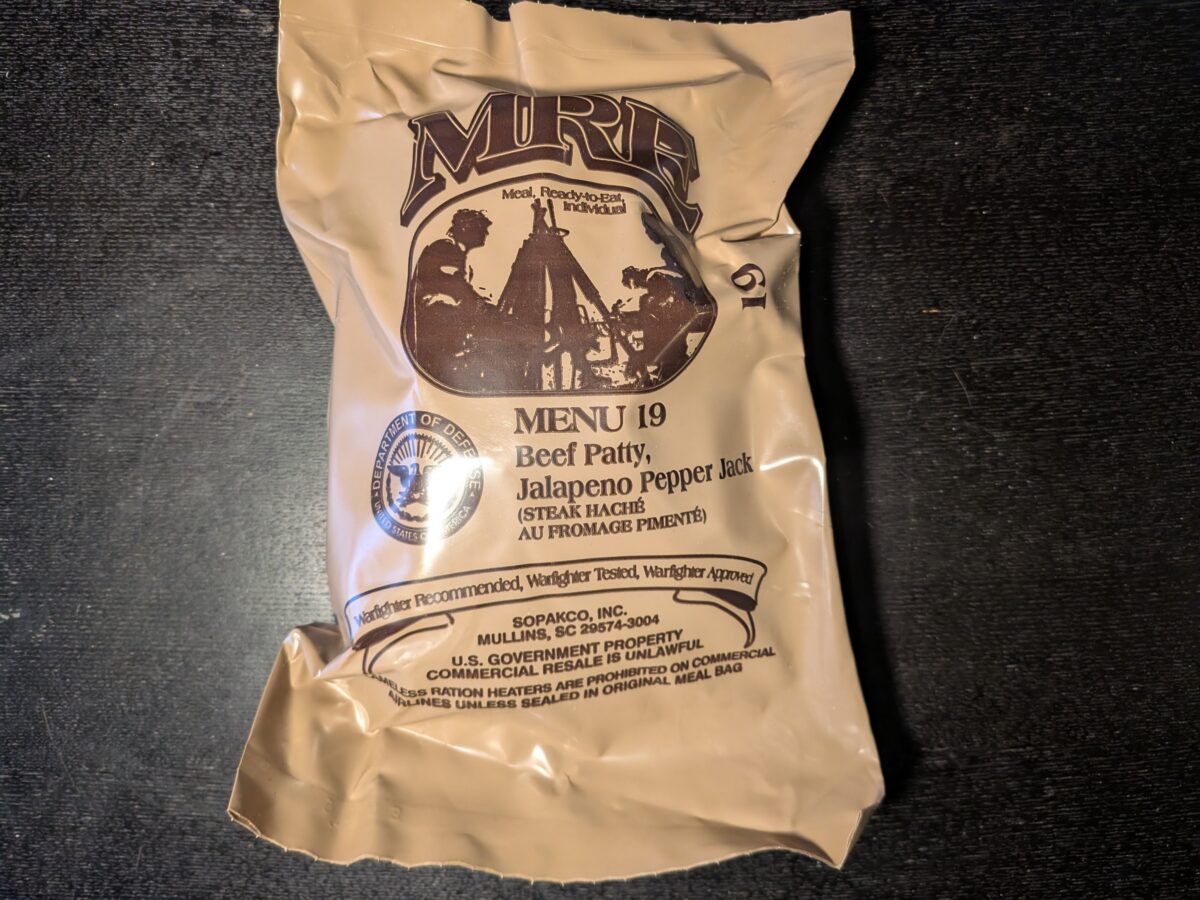 MRE
Meal, Ready-to-Eat,
Individual
19
MENU 19
Beef Patty,
Jalapeno Pepper Jack
(STEAK HACHÉ
AU FROMAGE PIMENTÉ)
DEPARTMENT OF DEFENSE
UNITED STATES OF AMERICA
Warfighter Recommended, Warfighter Tested, Warfighter Approved
SOPAKCO, INC.
MULLINS, SC 29574-3004
U.S. GOVERNMENT PROPERTY
COMMERCIAL RESALE IS UNLAWFUL
RATION HEATERS ARE PROHIBITED ON COMMERCIAL
AIRLINES UNLESS SEALED IN ORIGINAL MEAL BAG